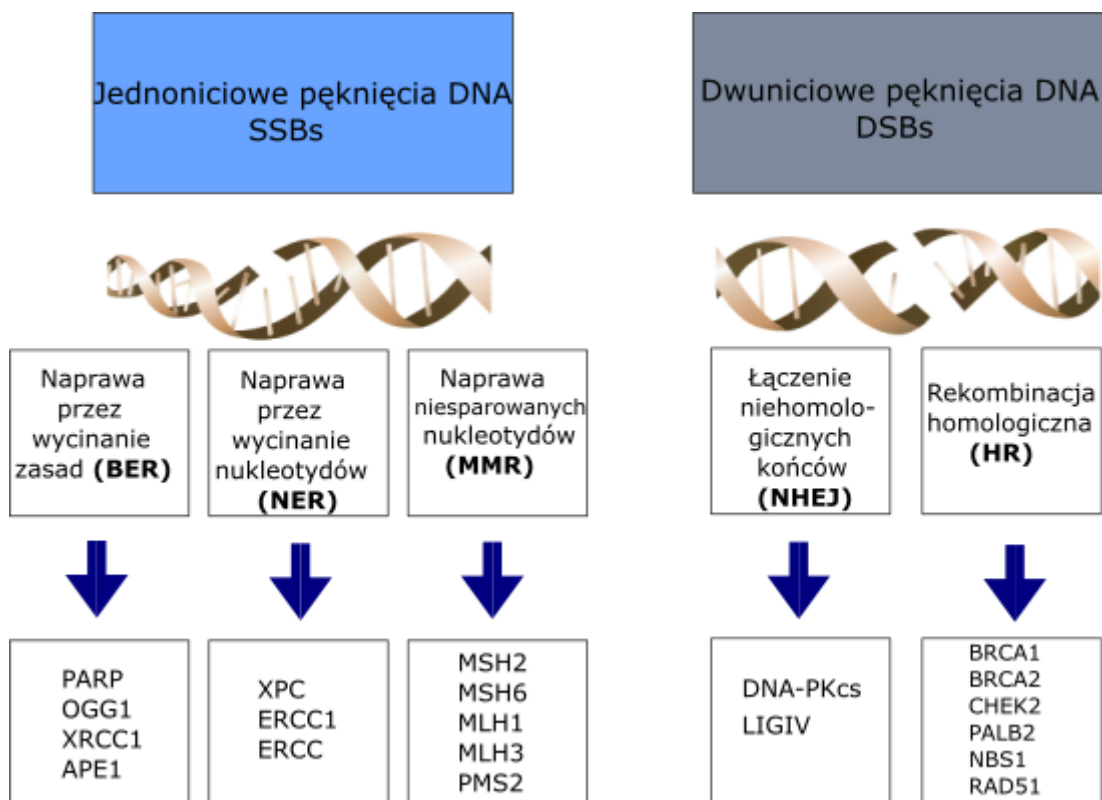 Jednoniciowe pęknięcia DNA
SSBs
Dwuniciowe pęknięcia DNA
DSBs
Naprawa
przez
wycinanie
zasad (BER)
Naprawa
przez
wycinanie
nukleotydów
(NER)
Naprawa
niesparowanych
nukleotydów
(MMR)
Łączenie
niehomolo-
gicznych
końców
(NHEJ)
Rekombinacja
homologiczna
(HR)
PARP
OGG1
XRCC1
APE1
XPC
ERCC1
ERCC
MSH2
MSH6
MLH1
MLH3
PMS2
DNA-PKcs
LIGIV
BRCA1
BRCA2
CHEK2
PALB2
NBS1
RAD51